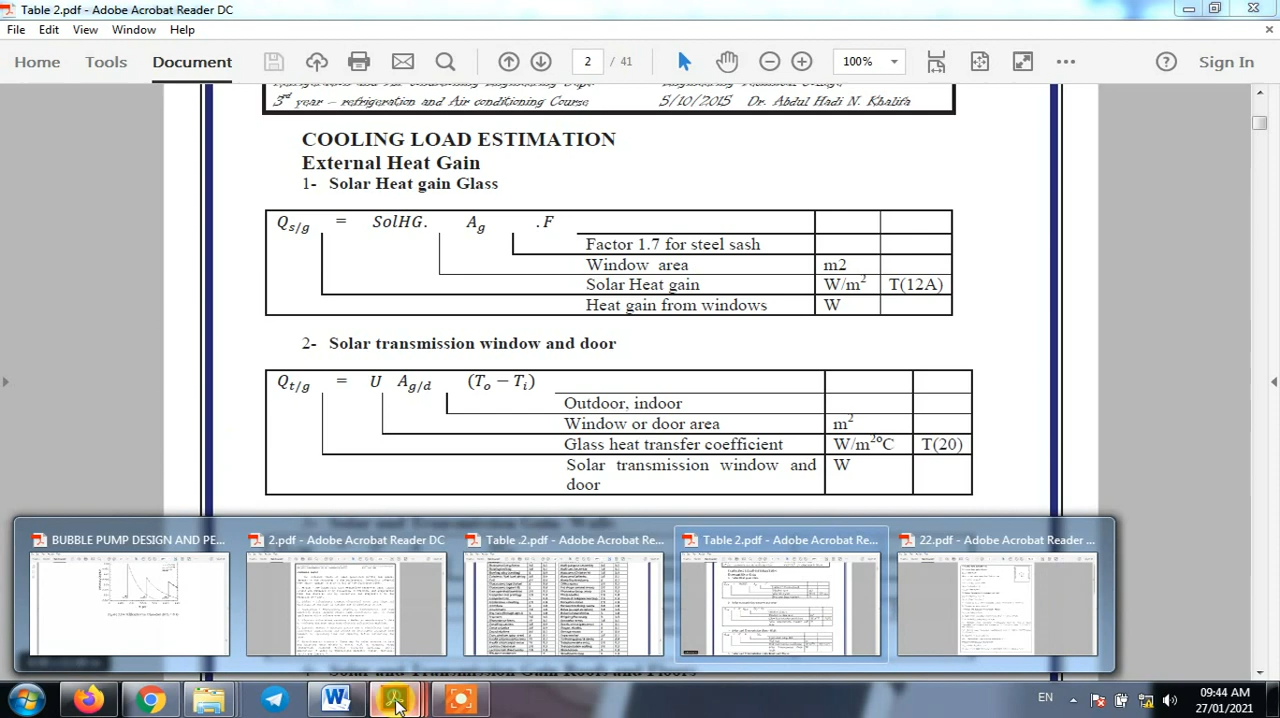 Table 2.pdf - Adobe Acrobat Reader DC
File Edit View Window Help
Home Tools Document 2 / 41 100% Sign In
3rd year – refrigeration and Air conditioning Course 5/10/2015 Dr. Abdul Hadi N. Khalifa
COOLING LOAD ESTIMATION
External Heat Gain
1- Solar Heat gain Glass
Q_s/g = SolHG. A_g .F
Factor 1.7 for steel sash
Window area m2
Solar Heat gain W/m² T(12A)
Heat gain from windows W
2- Solar transmission window and door
Q_t/g = U A_g/d (T_o − T_i)
Outdoor, indoor
Window or door area m²
Glass heat transfer coefficient W/m²°C T(20)
Solar transmission window and W
door
BUBBLE PUMP DESIGN AND PE... 2.pdf - Adobe Acrobat Reader DC Table .2.pdf - Adobe Acrobat Re... Table 2.pdf - Adobe Acrobat Re... 22.pdf - Adobe Acrobat Reader ...
EN 09:44 AM
27/01/2021